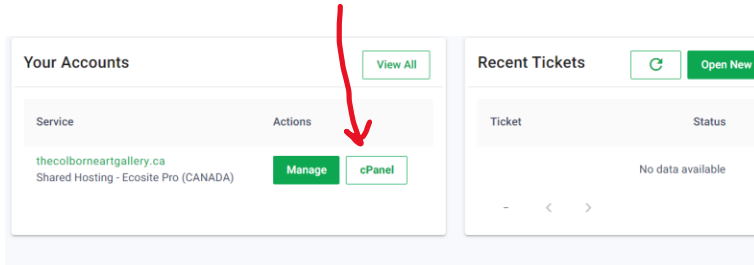 Your Accounts
View All
Service
Actions
thecolborneartgallery.ca
Shared Hosting - Ecosite Pro (CANADA)
Manage
cPanel
Recent Tickets
Open New
Ticket
Status
No data available
-